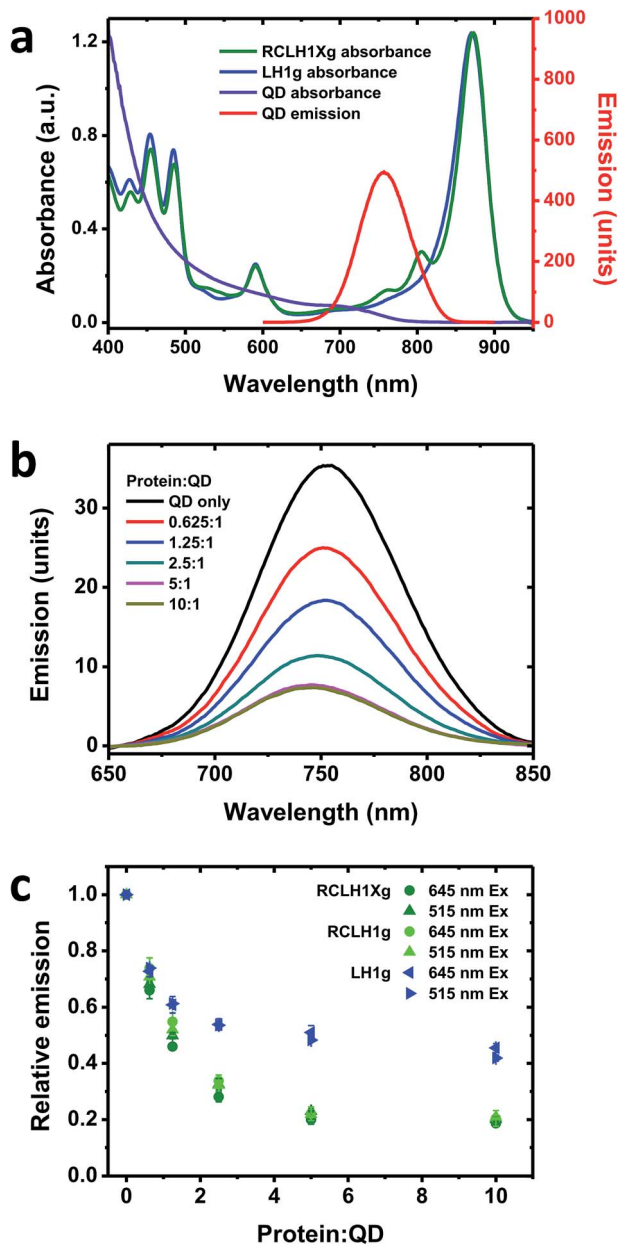 a
RCLH1Xg absorbance
LH1g absorbance
QD absorbance
QD emission
Absorbance (a.u.)
1.2
0.8
0.4
0.0
Emission (units)
1000
800
600
400
200
0
400 500 600 700 800 900
Wavelength (nm)
b
Protein:QD
QD only
0.625:1
1.25:1
2.5:1
5:1
10:1
Emission (units)
30
20
10
0
650 700 750 800 850
Wavelength (nm)
c
RCLH1Xg 645 nm Ex
515 nm Ex
RCLH1g 645 nm Ex
515 nm Ex
LH1g 645 nm Ex
515 nm Ex
Relative emission
1.0
0.8
0.6
0.4
0.2
0.0
0 2 4 6 8 10
Protein:QD